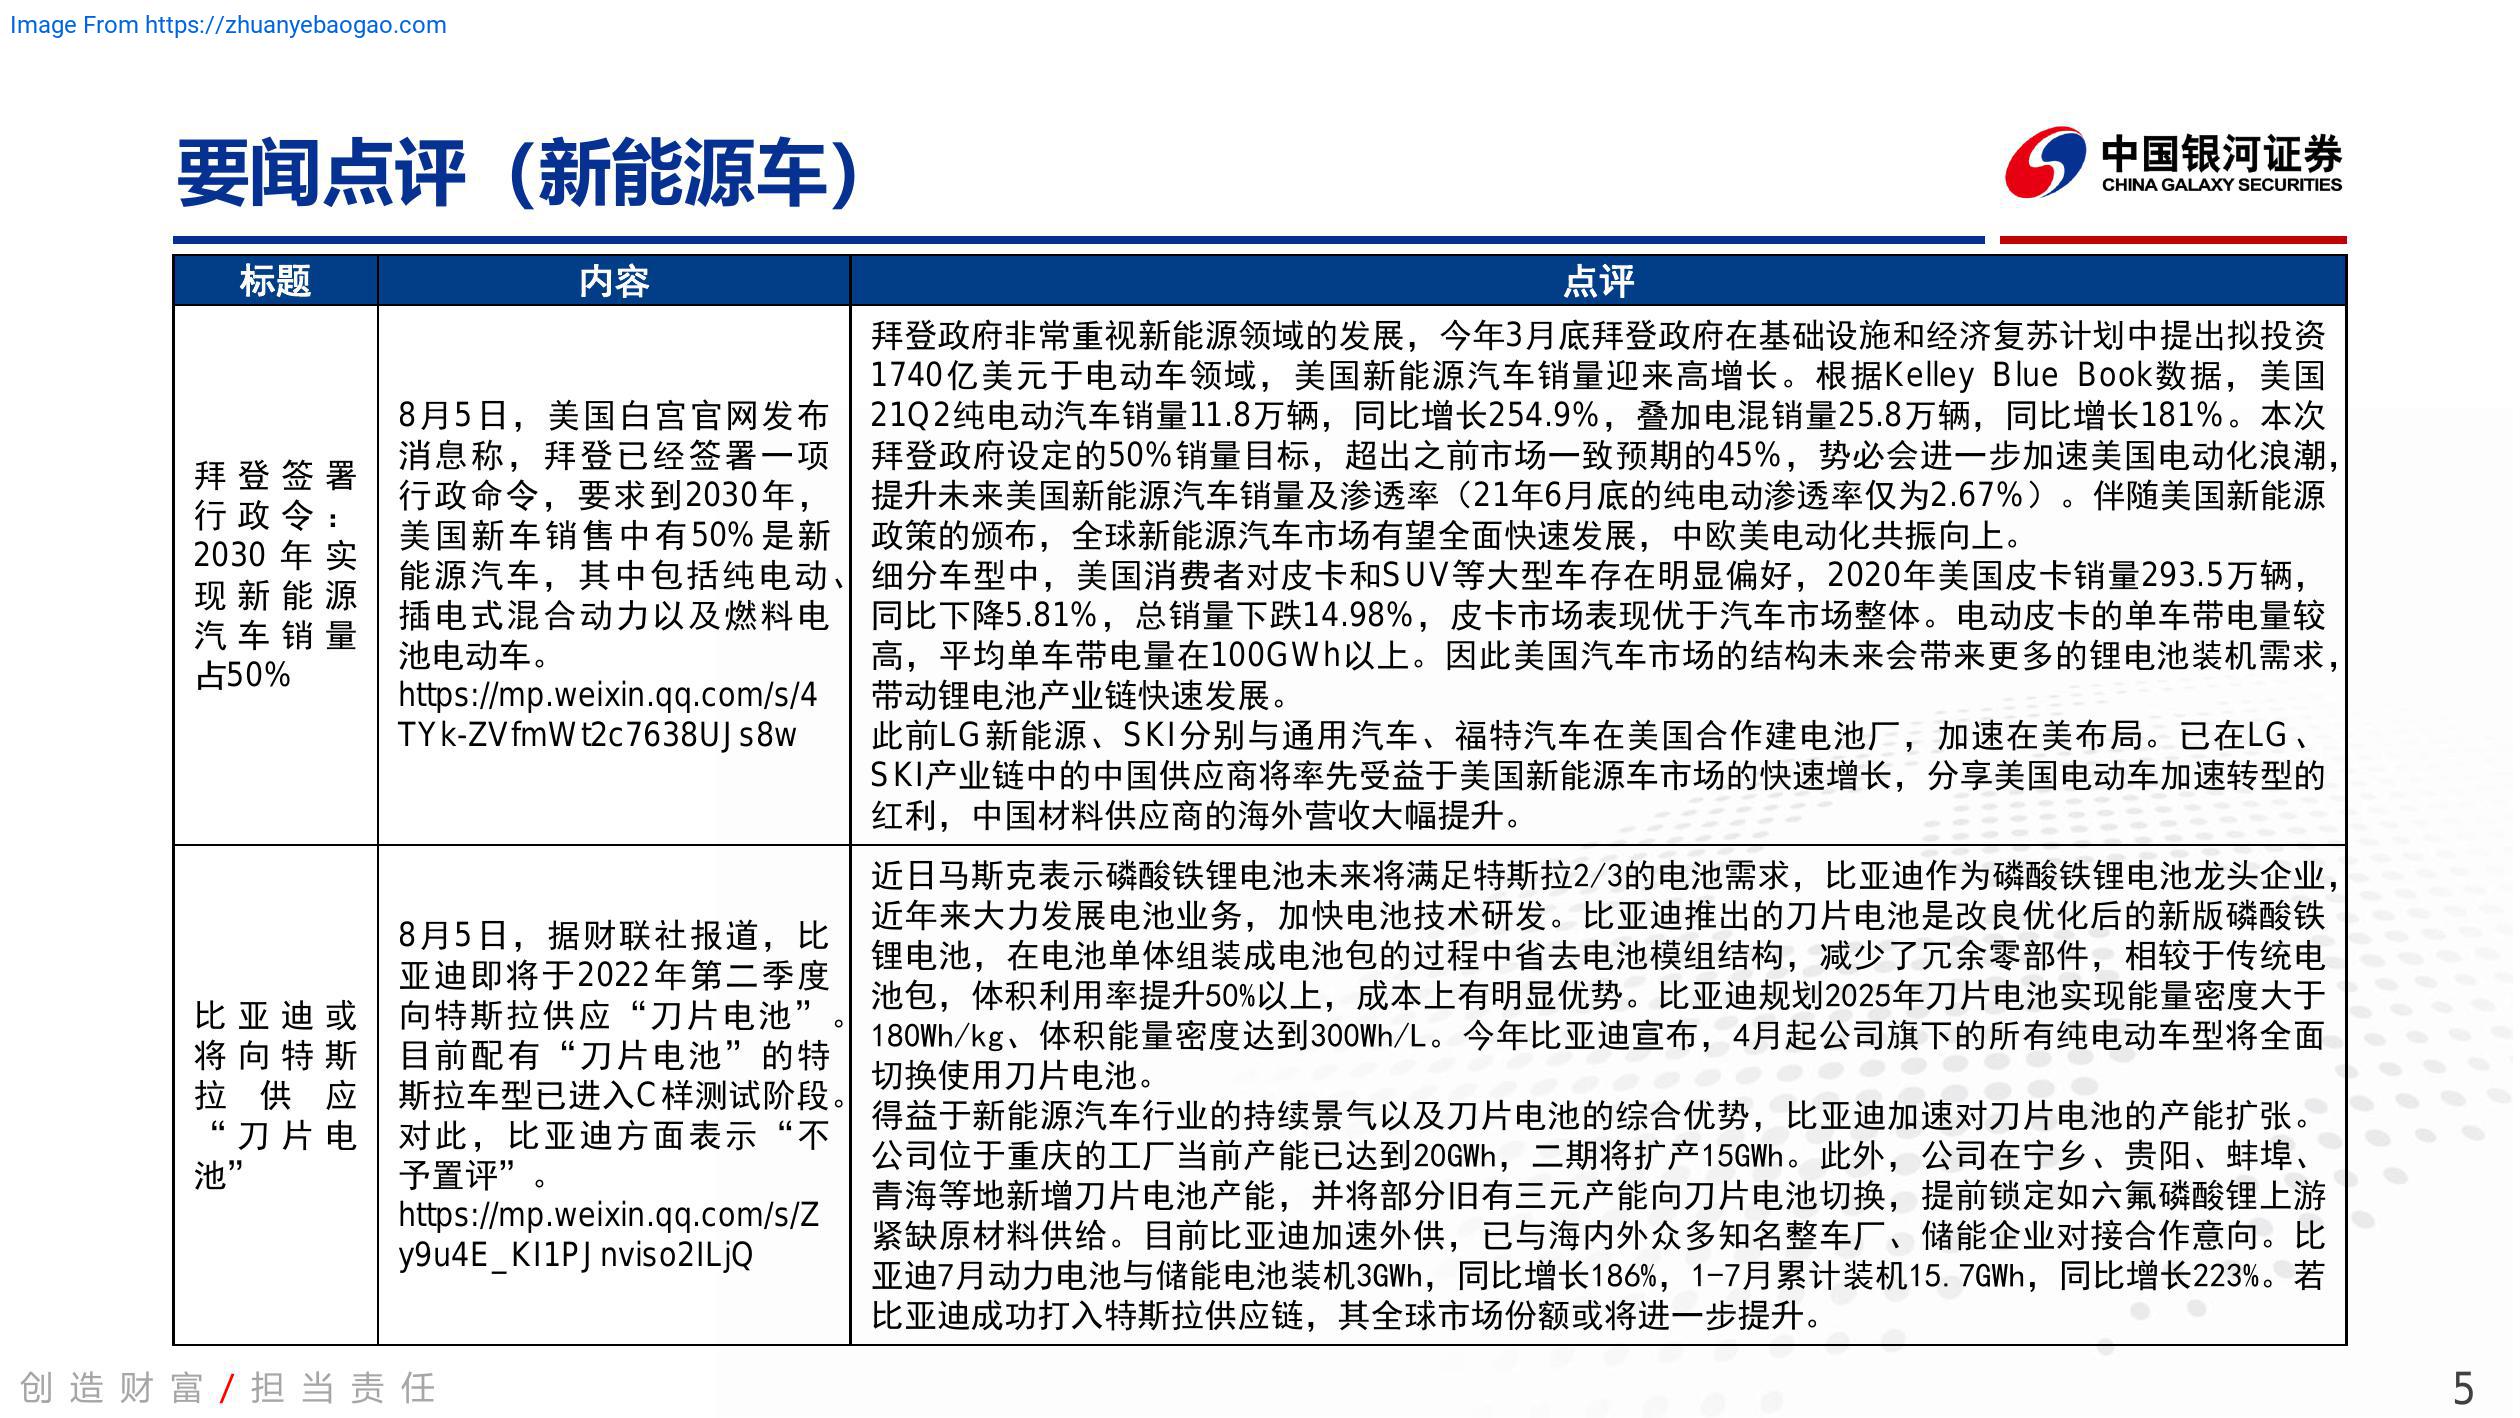 Image From https://zhuanyebaogao.com
要闻点评（新能源车）
中国银河证券
CHINA GALAXY SECURITIES
标题
内容
点评
拜登签署
行政令：
2030年实
现新能源
汽车销量
占50%
8月5日，美国白宫官网发布
消息称，拜登已经签署一项
行政命令，要求到2030年，
美国新车销售中有50%是新
能源汽车，其中包括纯电动、
插电式混合动力以及燃料电
池电动车。
https://mp.weixin.qq.com/s/4
TYk-ZVfmWt2c7638UJs8w
拜登政府非常重视新能源领域的发展，今年3月底拜登政府在基础设施和经济复苏计划中提出拟投资
1740亿美元于电动车领域，美国新能源汽车销量迎来高增长。根据Kelley Blue Book数据，美国
21Q2纯电动汽车销量11.8万辆，同比增长254.9%，叠加电混销量25.8万辆，同比增长181%。本次
拜登政府设定的50%销量目标，超出之前市场一致预期的45%，势必会进一步加速美国电动化浪潮，
提升未来美国新能源汽车销量及渗透率（21年6月底的纯电动渗透率仅为2.67%）。伴随美国新能源
政策的颁布，全球新能源汽车市场有望全面快速发展，中欧美电动化共振向上。
细分车型中，美国消费者对皮卡和SUV等大型车存在明显偏好，2020年美国皮卡销量293.5万辆，
同比下降5.81%，总销量下跌14.98%，皮卡市场表现优于汽车市场整体。电动皮卡的单车带电量较
高，平均单车带电量在100GWh以上。因此美国汽车市场的结构未来会带来更多的锂电池装机需求，
带动锂电池产业链快速发展。
此前LG新能源、SKI分别与通用汽车、福特汽车在美国合作建电池厂，加速在美布局。已在LG、
SKI产业链中的中国供应商将率先受益于美国新能源车市场的快速增长，分享美国电动车加速转型的
红利，中国材料供应商的海外营收大幅提升。
比亚迪或
将向特斯
拉供应
“刀片电
池”
8月5日，据财联社报道，比
亚迪即将于2022年第二季度
向特斯拉供应“刀片电池”。
目前配有“刀片电池”的特
斯拉车型已进入C样测试阶段。
对此，比亚迪方面表示“不
予置评”。
https://mp.weixin.qq.com/s/Z
y9u4E_KI1PJnviso2ILjQ
近日马斯克表示磷酸铁锂电池未来将满足特斯拉2/3的电池需求，比亚迪作为磷酸铁锂电池龙头企业，
近年来大力发展电池业务，加快电池技术研发。比亚迪推出的刀片电池是改良优化后的新版磷酸铁
锂电池，在电池单体组装成电池包的过程中省去电池模组结构，减少了冗余零部件，相较于传统电
池包，体积利用率提升50%以上，成本上有明显优势。比亚迪规划2025年刀片电池实现能量密度大于
180Wh/kg、体积能量密度达到300Wh/L。今年比亚迪宣布，4月起公司旗下的所有纯电动车型将全面
切换使用刀片电池。
得益于新能源汽车行业的持续景气以及刀片电池的综合优势，比亚迪加速对刀片电池的产能扩张。
公司位于重庆的工厂当前产能已达到20GWh，二期将扩产15GWh。此外，公司在宁乡、贵阳、蚌埠、
青海等地新增刀片电池产能，并将部分旧有三元产能向刀片电池切换，提前锁定如六氟磷酸锂上游
紧缺原材料供给。目前比亚迪加速外供，已与海内外众多知名整车厂、储能企业对接合作意向。比
亚迪7月动力电池与储能电池装机3GWh，同比增长186%，1-7月累计装机15.7GWh，同比增长223%。若
比亚迪成功打入特斯拉供应链，其全球市场份额或将进一步提升。
创造财富/担当责任
5